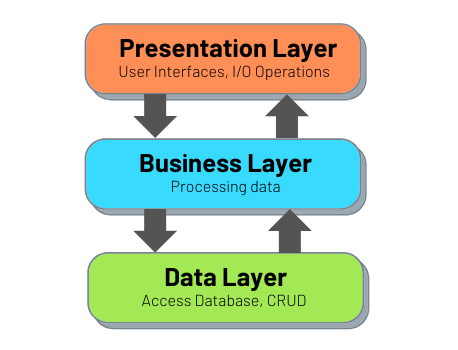 Presentation Layer
User Interfaces, I/O Operations
Business Layer
Processing data
Data Layer
Access Database, CRUD